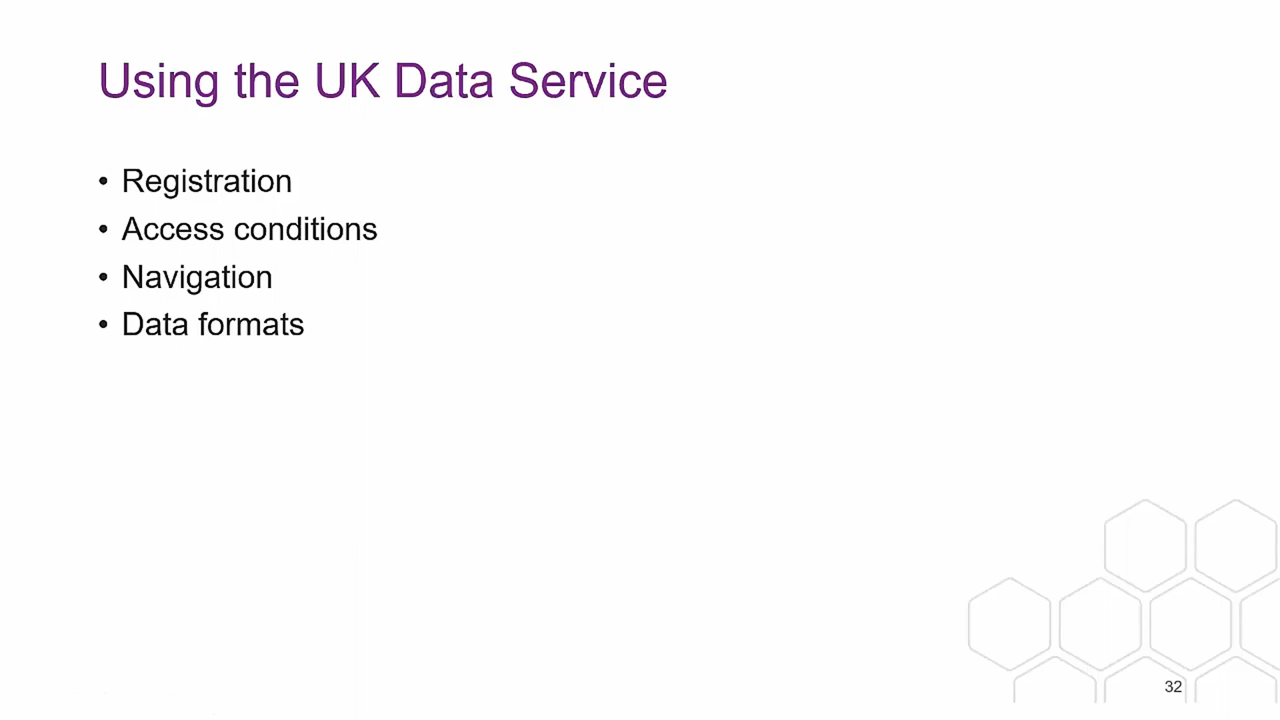 Using the UK Data Service
• Registration
• Access conditions
• Navigation
• Data formats
32